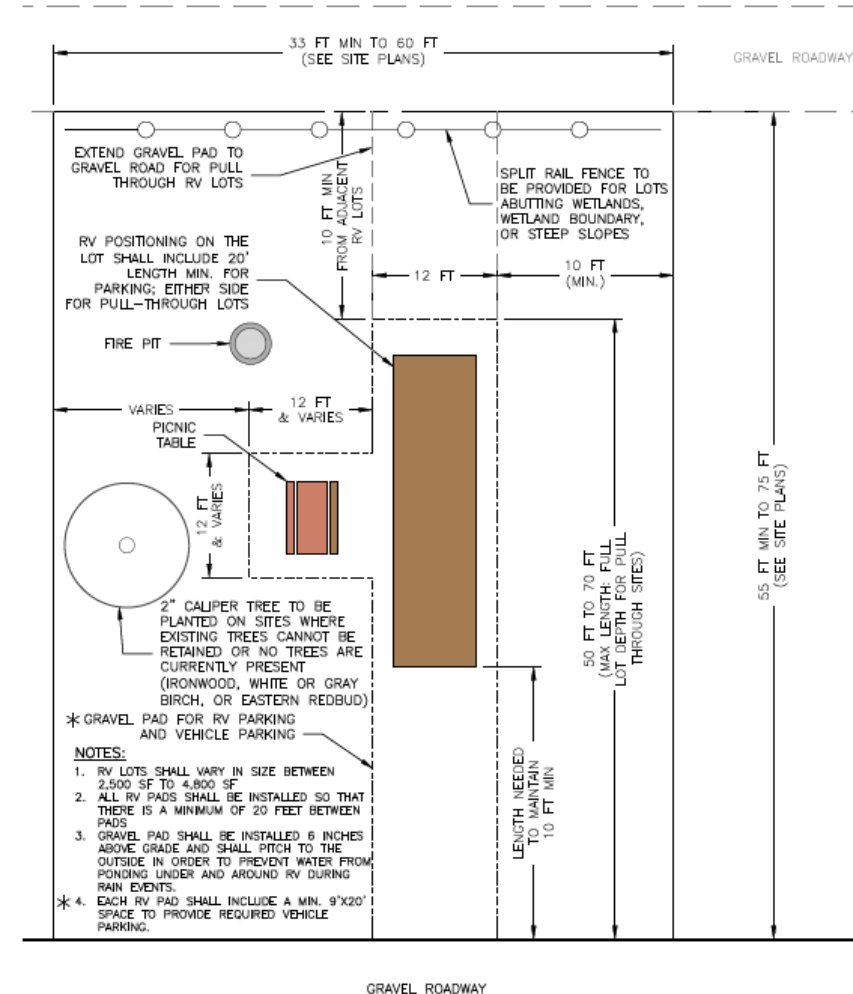 33 FT MIN TO 60 FT
(SEE SITE PLANS)
GRAVEL ROADWAY
EXTEND GRAVEL PAD TO
GRAVEL ROAD FOR PULL
THROUGH RV LOTS
10 FT MIN
FROM ADJACENT
RV LOTS
SPLIT RAIL FENCE TO
BE PROVIDED FOR LOTS
ABUTTING WETLANDS,
WETLAND BOUNDARY,
OR STEEP SLOPES
RV POSITIONING ON THE
LOT SHALL INCLUDE 20'
LENGTH MIN. FOR
PARKING; EITHER SIDE
FOR PULL-THROUGH LOTS
12 FT
10 FT
(MIN.)
FIRE PIT
VARIES
12 FT
& VARIES
PICNIC
TABLE
12 FT
& VARIES
50 FT TO 70 FT
(MAX LENGTH: FULL
LOT DEPTH FOR PULL
THROUGH SITES)
55 FT MIN TO 75 FT
(SEE SITE PLANS)
2" CALIPER TREE TO BE
PLANTED ON SITES WHERE
EXISTING TREES CANNOT BE
RETAINED OR NO TREES ARE
CURRENTLY PRESENT
(IRONWOOD, WHITE OR GRAY
BIRCH, OR EASTERN REDBUD)
* GRAVEL PAD FOR RV PARKING
AND VEHICLE PARKING
LENGTH NEEDED
TO MAINTAIN
10 FT MIN
NOTES:
1. RV LOTS SHALL VARY IN SIZE BETWEEN
2,500 SF TO 4,800 SF
2. ALL RV PADS SHALL BE INSTALLED SO THAT
THERE IS A MINIMUM OF 20 FEET BETWEEN
PADS
3. GRAVEL PAD SHALL BE INSTALLED 6 INCHES
ABOVE GRADE AND SHALL PITCH TO THE
OUTSIDE IN ORDER TO PREVENT WATER FROM
PONDING UNDER AND AROUND RV DURING
RAIN EVENTS.
* 4. EACH RV PAD SHALL INCLUDE A MIN. 9'X20'
SPACE TO PROVIDE REQUIRED VEHICLE
PARKING.
GRAVEL ROADWAY